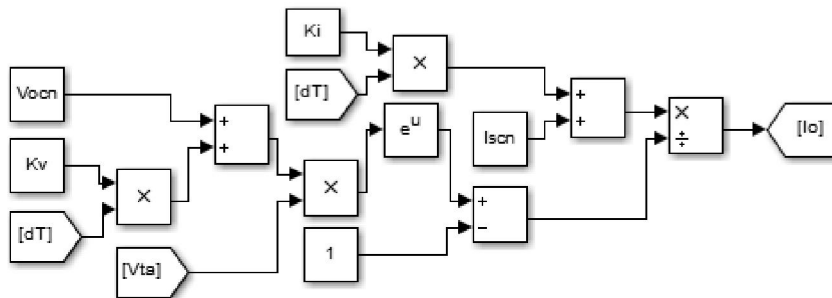 Ki
[dT]
×
Vocn
+
+
+
+
Iscn
×
÷
[Io]
e^u
Kv
×
×
[dT]
[Vta]
1
+
−